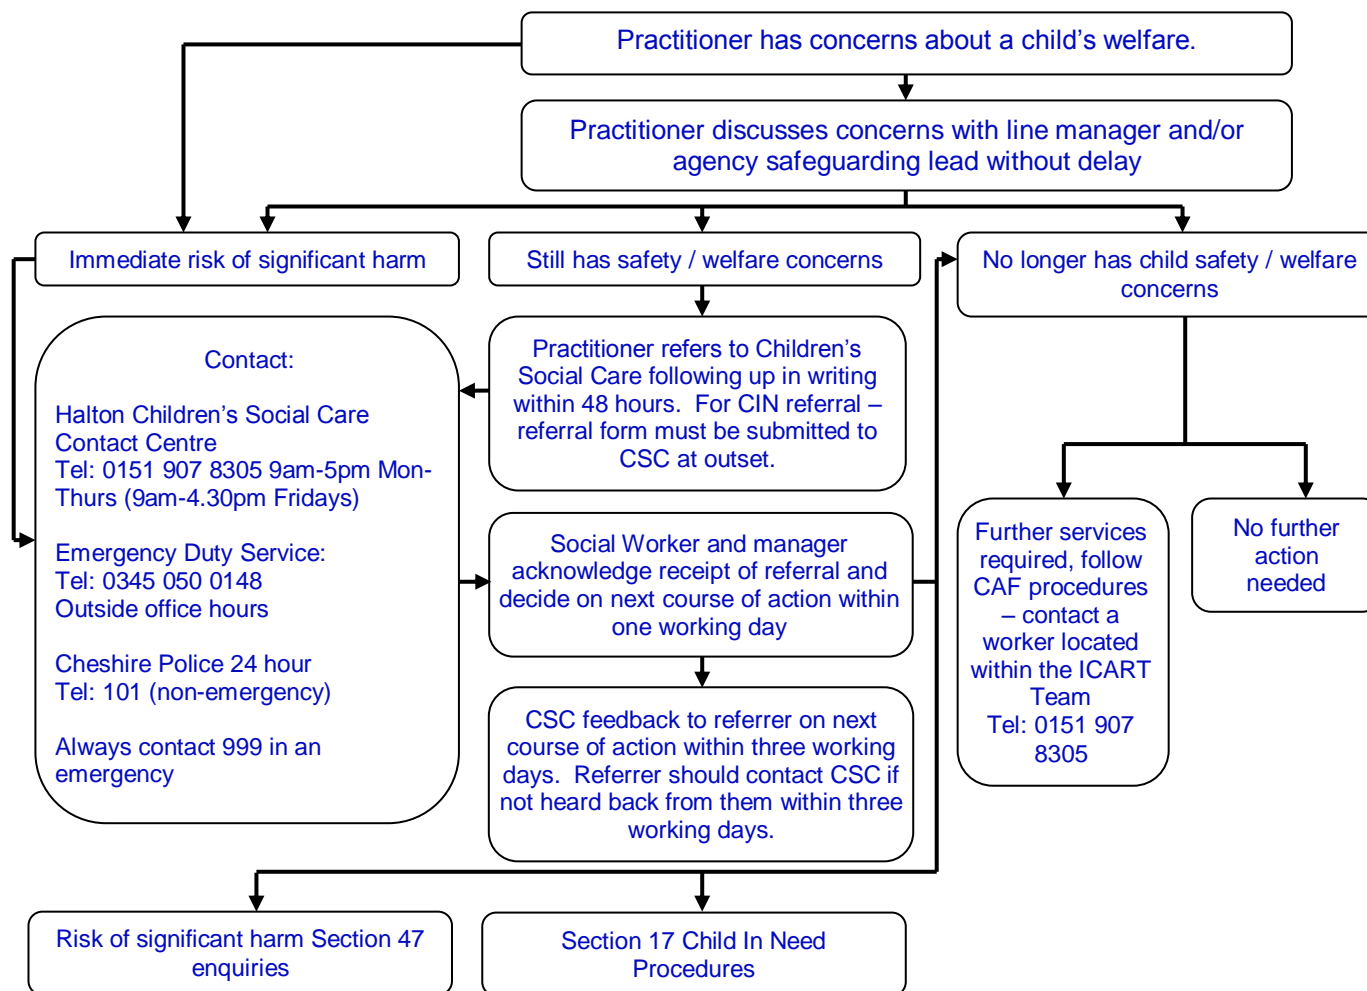 Practitioner has concerns about a child’s welfare.
Practitioner discusses concerns with line manager and/or
agency safeguarding lead without delay
Immediate risk of significant harm
Still has safety / welfare concerns
No longer has child safety / welfare
concerns
Contact:
Halton Children’s Social Care
Contact Centre
Tel: 0151 907 8305 9am-5pm Mon-
Thurs (9am-4.30pm Fridays)
Emergency Duty Service:
Tel: 0345 050 0148
Outside office hours
Cheshire Police 24 hour
Tel: 101 (non-emergency)
Always contact 999 in an
emergency
Practitioner refers to Children’s
Social Care following up in writing
within 48 hours.  For CIN referral –
referral form must be submitted to
CSC at outset.
Social Worker and manager
acknowledge receipt of referral and
decide on next course of action within
one working day
CSC feedback to referrer on next
course of action within three working
days.  Referrer should contact CSC if
not heard back from them within three
working days.
Further services
required, follow
CAF procedures
– contact a
worker located
within the ICART
Team
Tel: 0151 907
8305
No further
action
needed
Risk of significant harm Section 47
enquiries
Section 17 Child In Need
Procedures